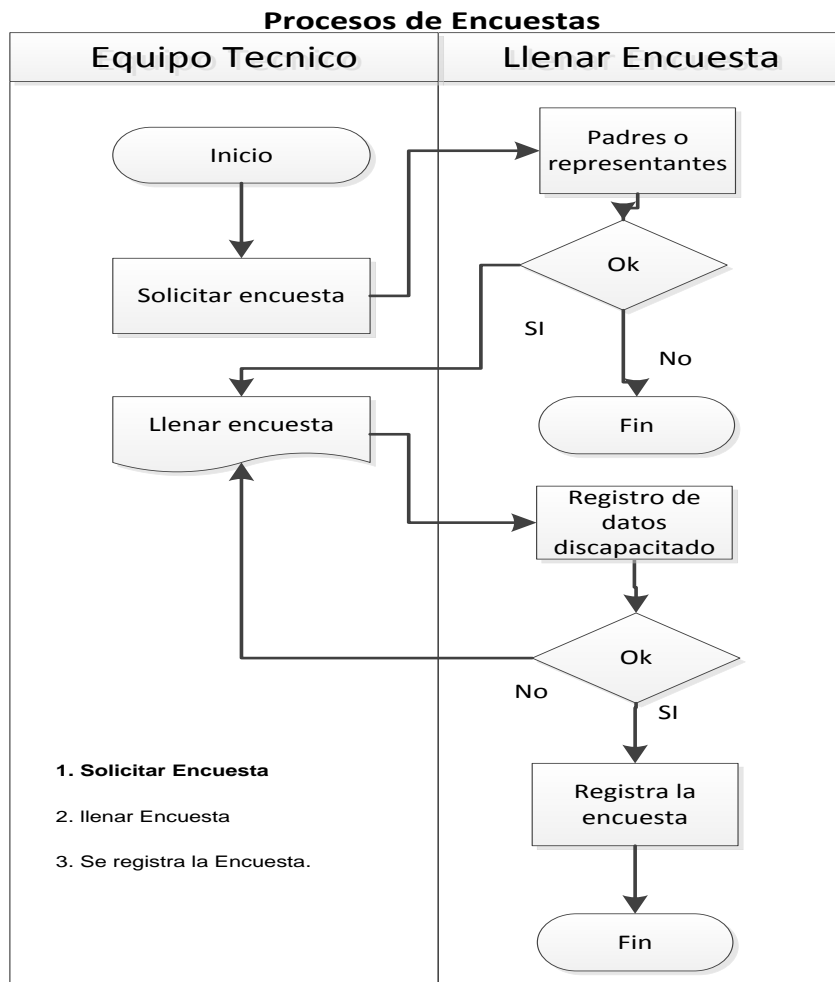 Procesos de Encuestas
Equipo Tecnico
Llenar Encuesta
Inicio
Padres o
representantes
Solicitar encuesta
Ok
SI
No
Llenar encuesta
Fin
Registro de
datos
discapacitado
Ok
No
SI
1. Solicitar Encuesta
2. llenar Encuesta
3. Se registra la Encuesta.
Registra la
encuesta
Fin